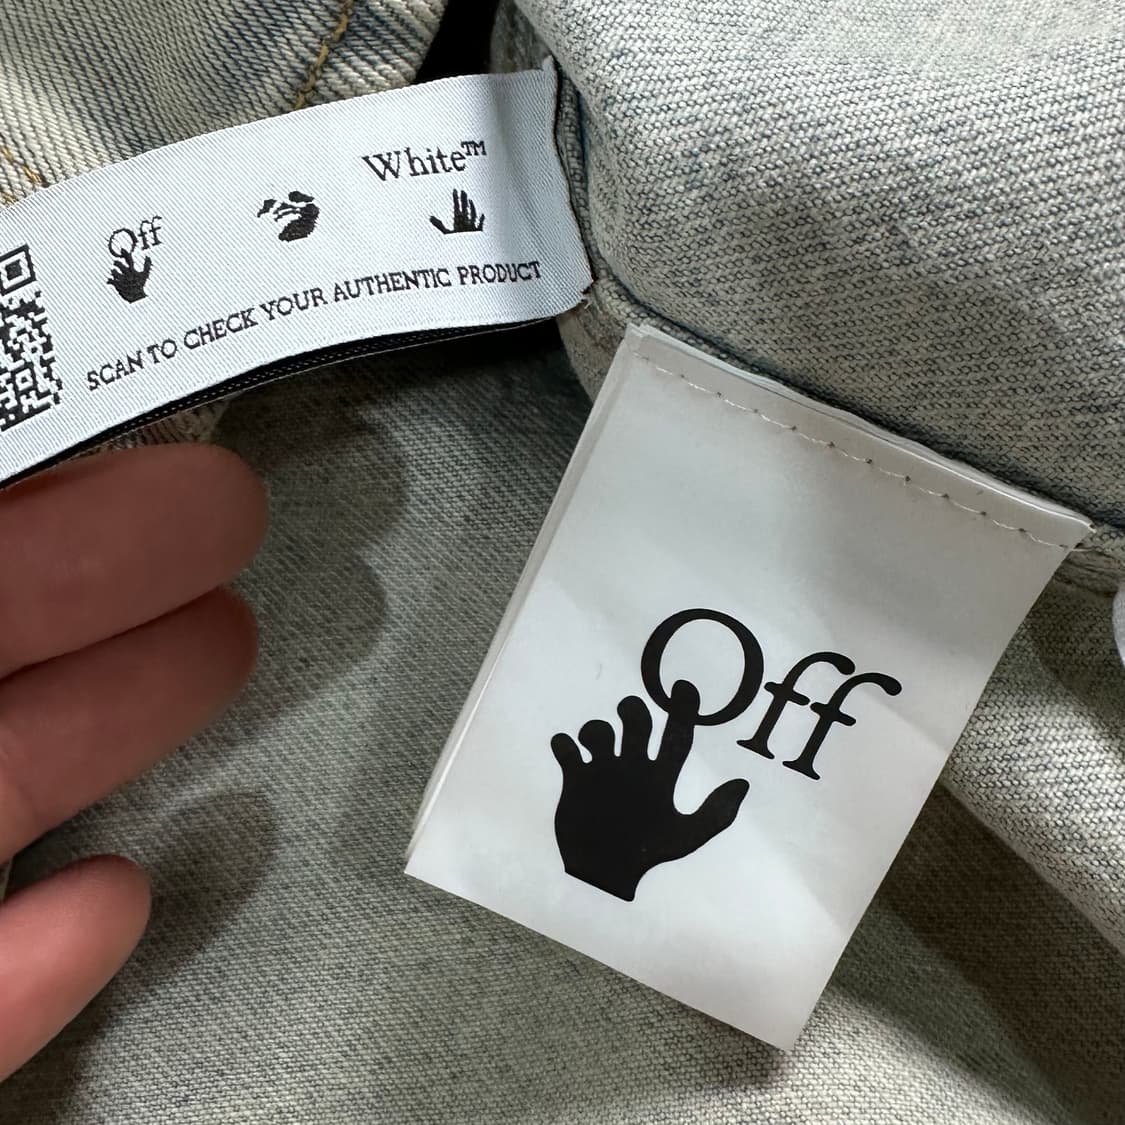 Off
White™
SCAN TO CHECK YOUR AUTHENTIC PRODUCT
Off